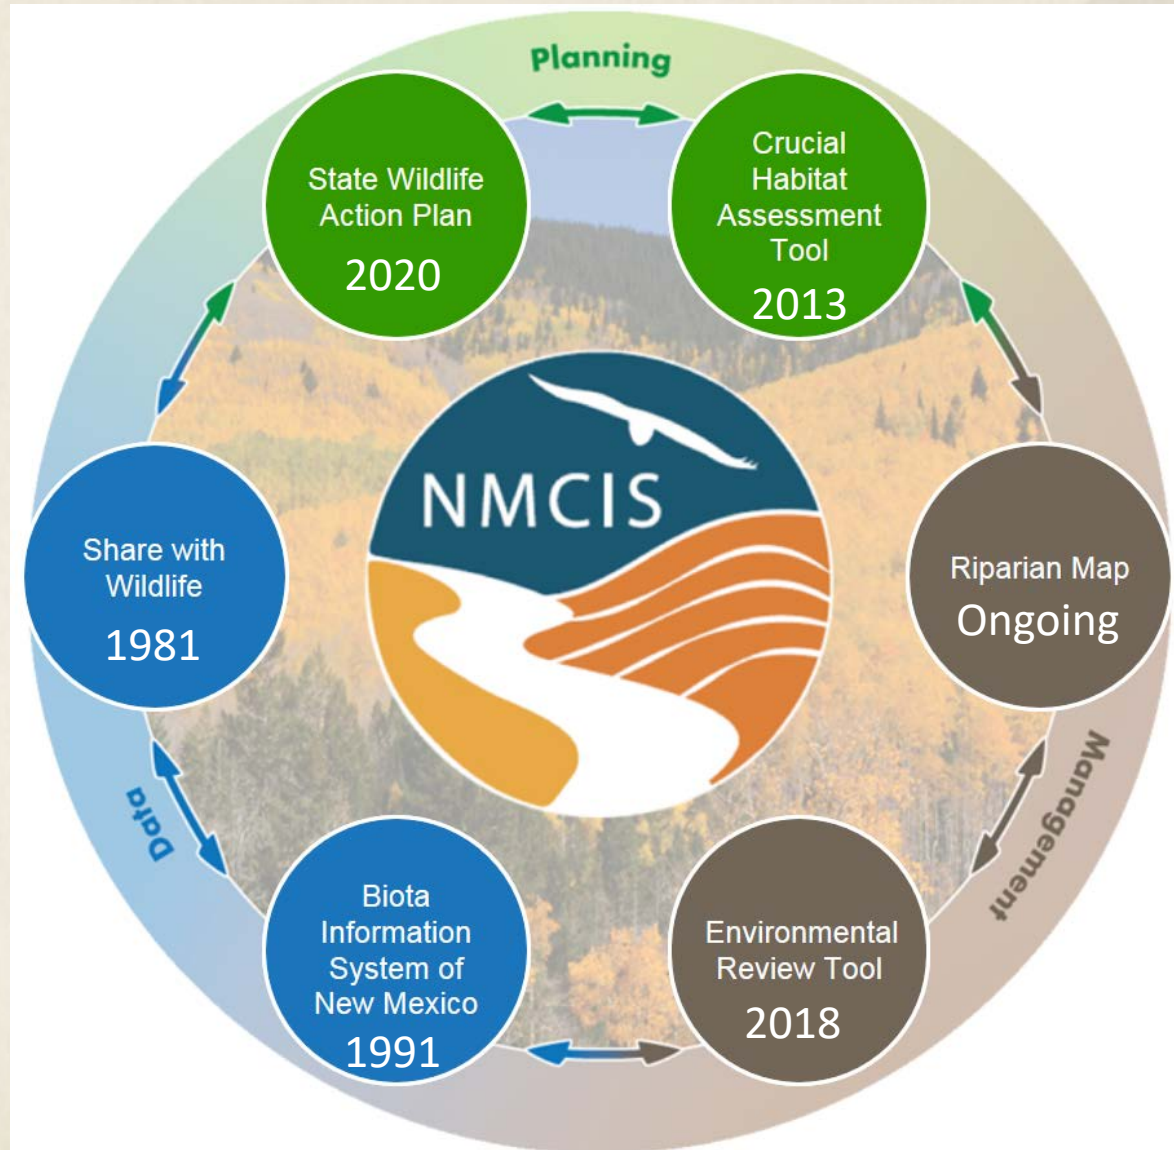 Planning
State Wildlife
Action Plan
2020
Crucial
Habitat
Assessment
Tool
2013
NMCIS
Share with
Wildlife
1981
Riparian Map
Ongoing
Data
Management
Biota
Information
System of
New Mexico
1991
Environmental
Review Tool
2018